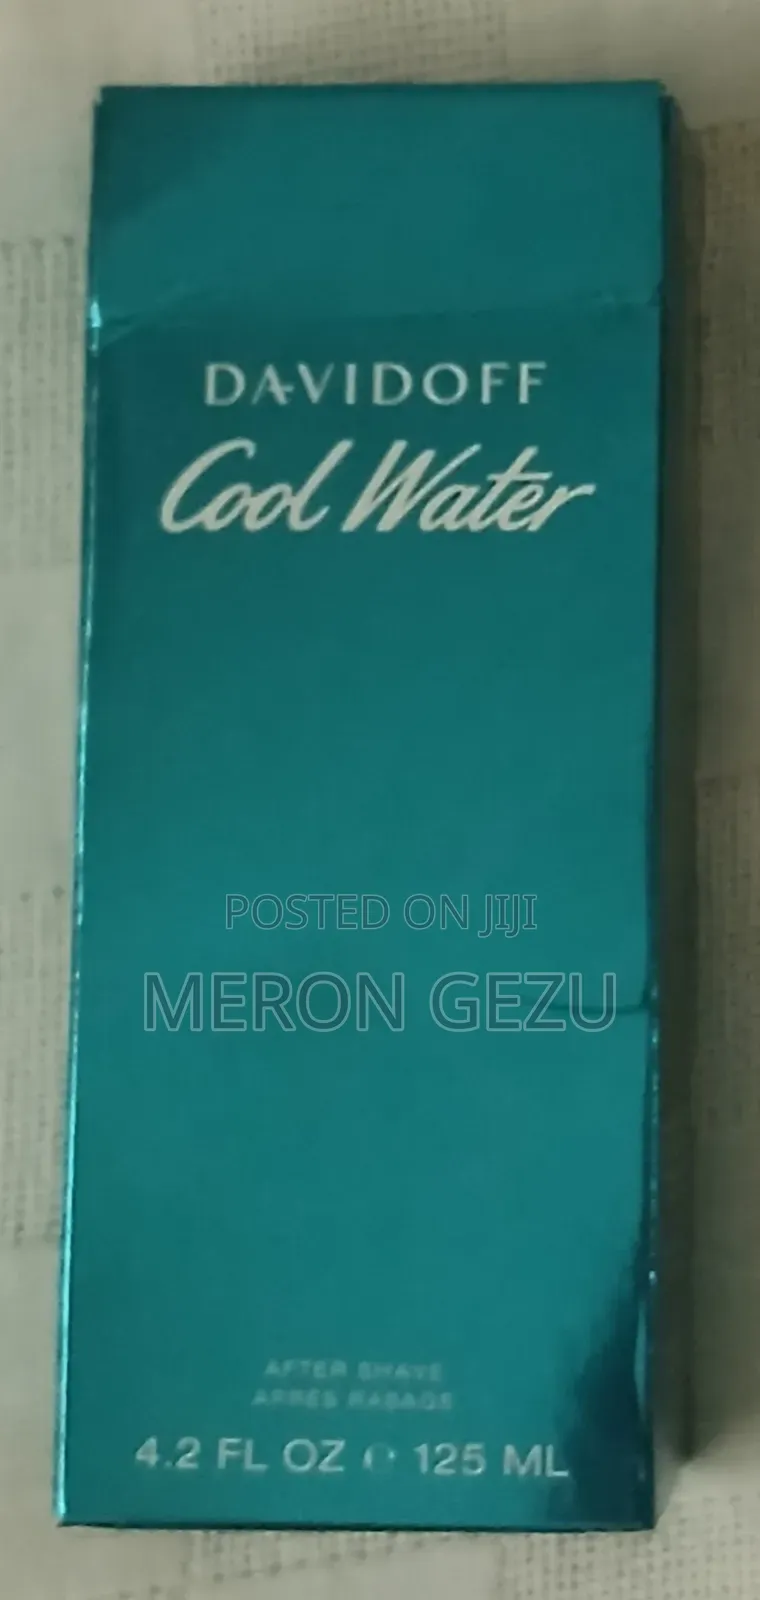 DAVIDOFF
Cool Water
POSTED ON JIJI
MERON GEZU
AFTER SHAVE
APRÈS RASAGE
4.2 FL OZ ℮ 125 ML